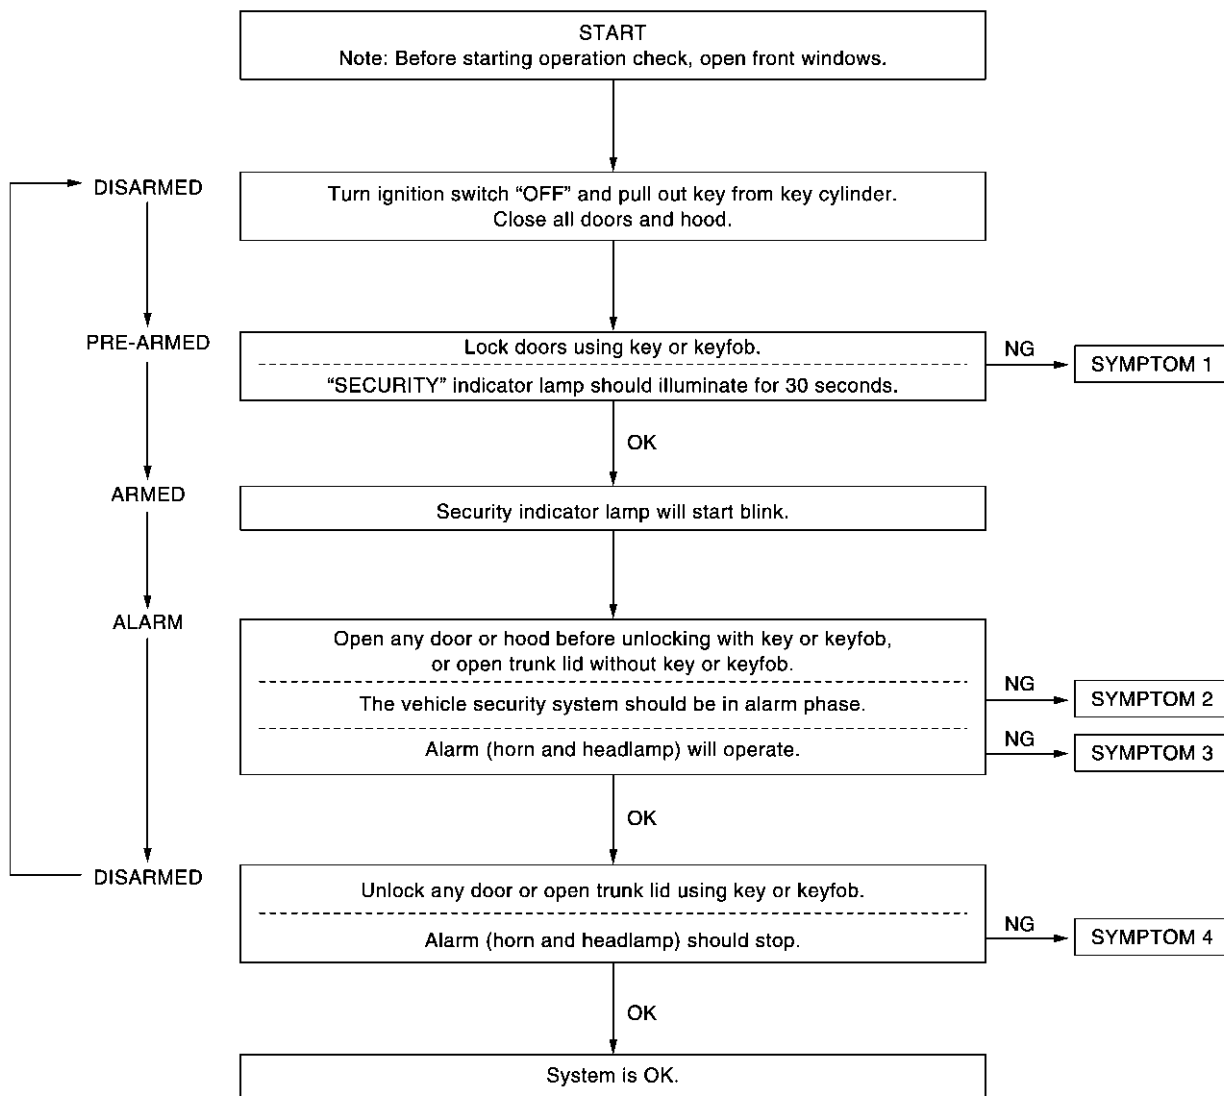 START
Note: Before starting operation check, open front windows.
DISARMED
Turn ignition switch “OFF” and pull out key from key cylinder.
Close all doors and hood.
PRE-ARMED
Lock doors using key or keyfob.
NG
SYMPTOM 1
“SECURITY” indicator lamp should illuminate for 30 seconds.
OK
ARMED
Security indicator lamp will start blink.
ALARM
Open any door or hood before unlocking with key or keyfob,
or open trunk lid without key or keyfob.
The vehicle security system should be in alarm phase.
NG
SYMPTOM 2
Alarm (horn and headlamp) will operate.
NG
SYMPTOM 3
OK
DISARMED
Unlock any door or open trunk lid using key or keyfob.
Alarm (horn and headlamp) should stop.
NG
SYMPTOM 4
OK
System is OK.